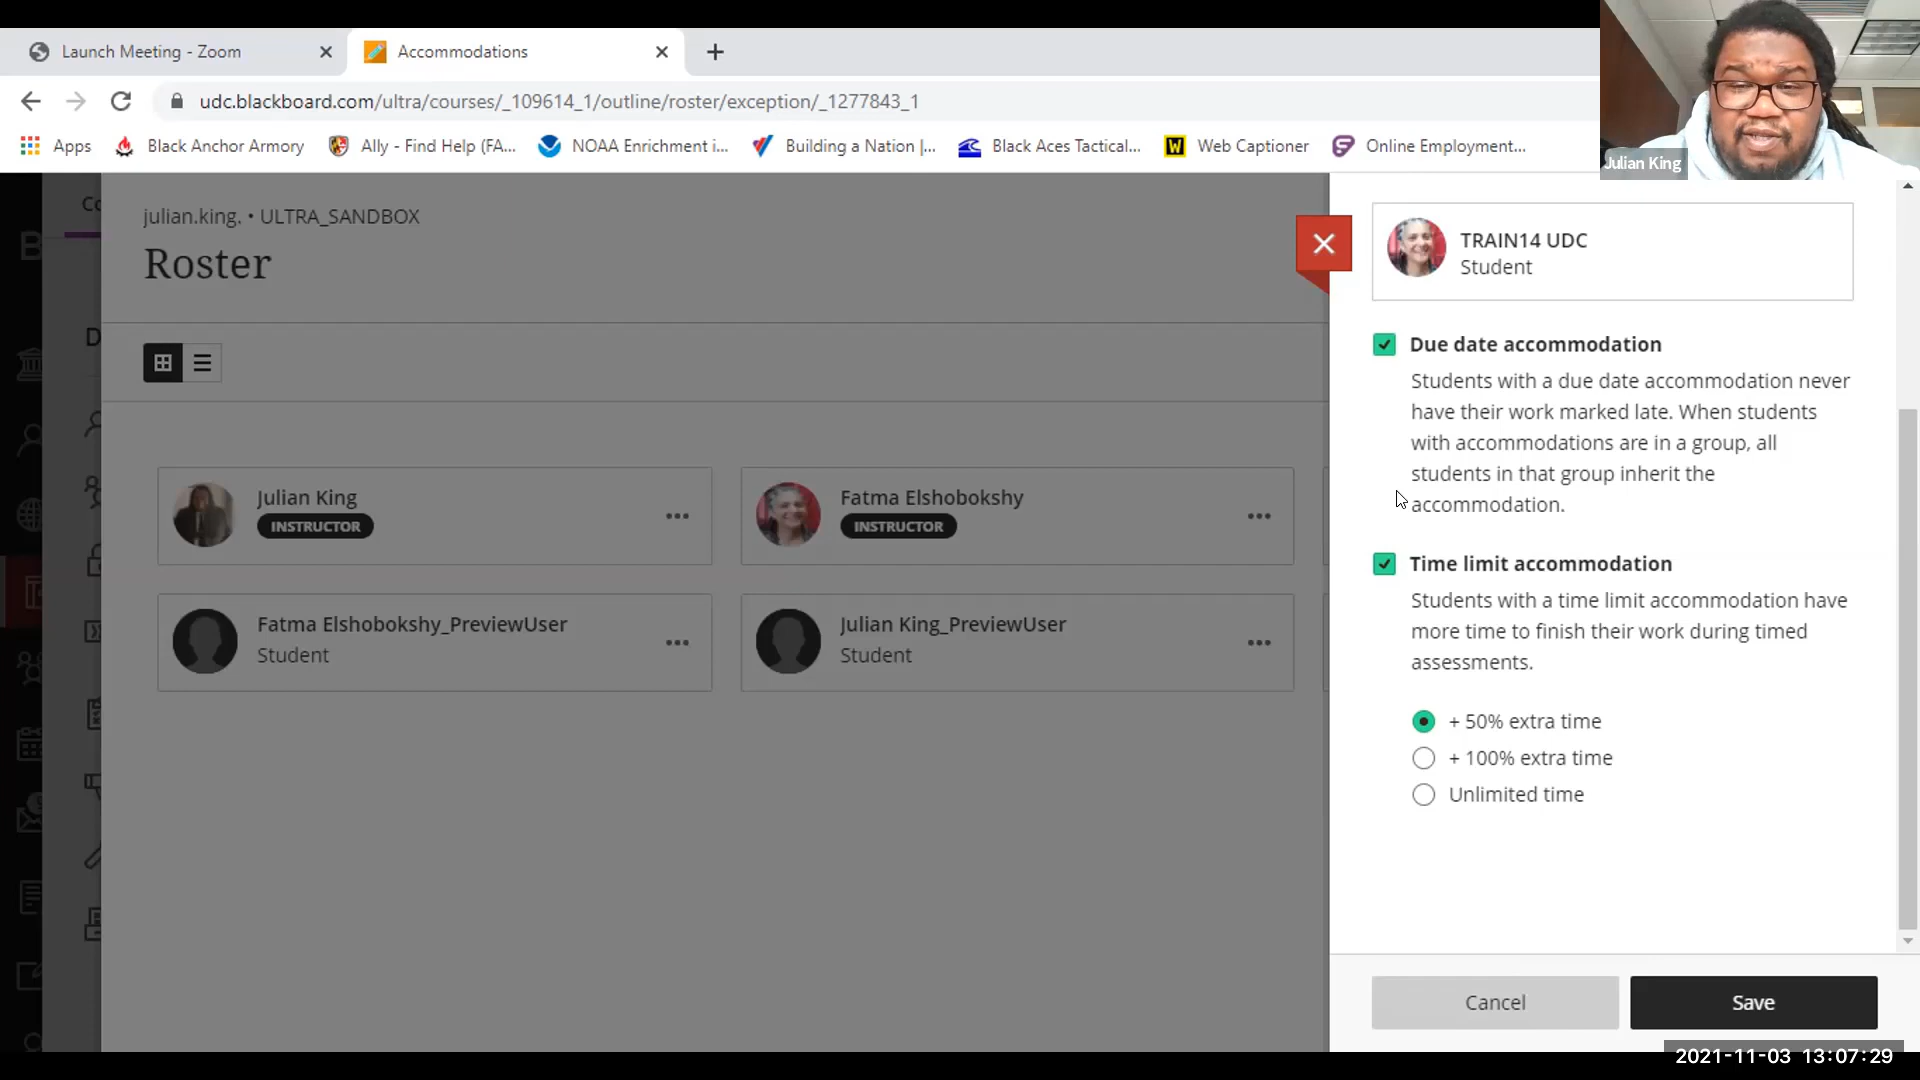 Launch Meeting - Zoom
Accommodations
udc.blackboard.com/ultra/courses/_109614_1/outline/roster/exception/_1277843_1
Apps
Black Anchor Armory
Ally - Find Help (FA...
NOAA Enrichment i...
Building a Nation |...
Black Aces Tactical...
W
Web Captioner
Online Employment...
Julian King
B
Co
D
julian.king. • ULTRA_SANDBOX
Roster
Julian King
INSTRUCTOR
Fatma Elshobokshy
INSTRUCTOR
Fatma Elshobokshy_PreviewUser
Student
Julian King_PreviewUser
Student
TRAIN14 UDC
Student
Due date accommodation
Students with a due date accommodation never
have their work marked late. When students
with accommodations are in a group, all
students in that group inherit the
accommodation.
Time limit accommodation
Students with a time limit accommodation have
more time to finish their work during timed
assessments.
+ 50% extra time
+ 100% extra time
Unlimited time
Cancel
Save
2021-11-03 13:07:29